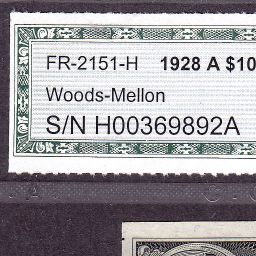 FR-2151-H 1928 A $10
Woods-Mellon
S/N H00369892A